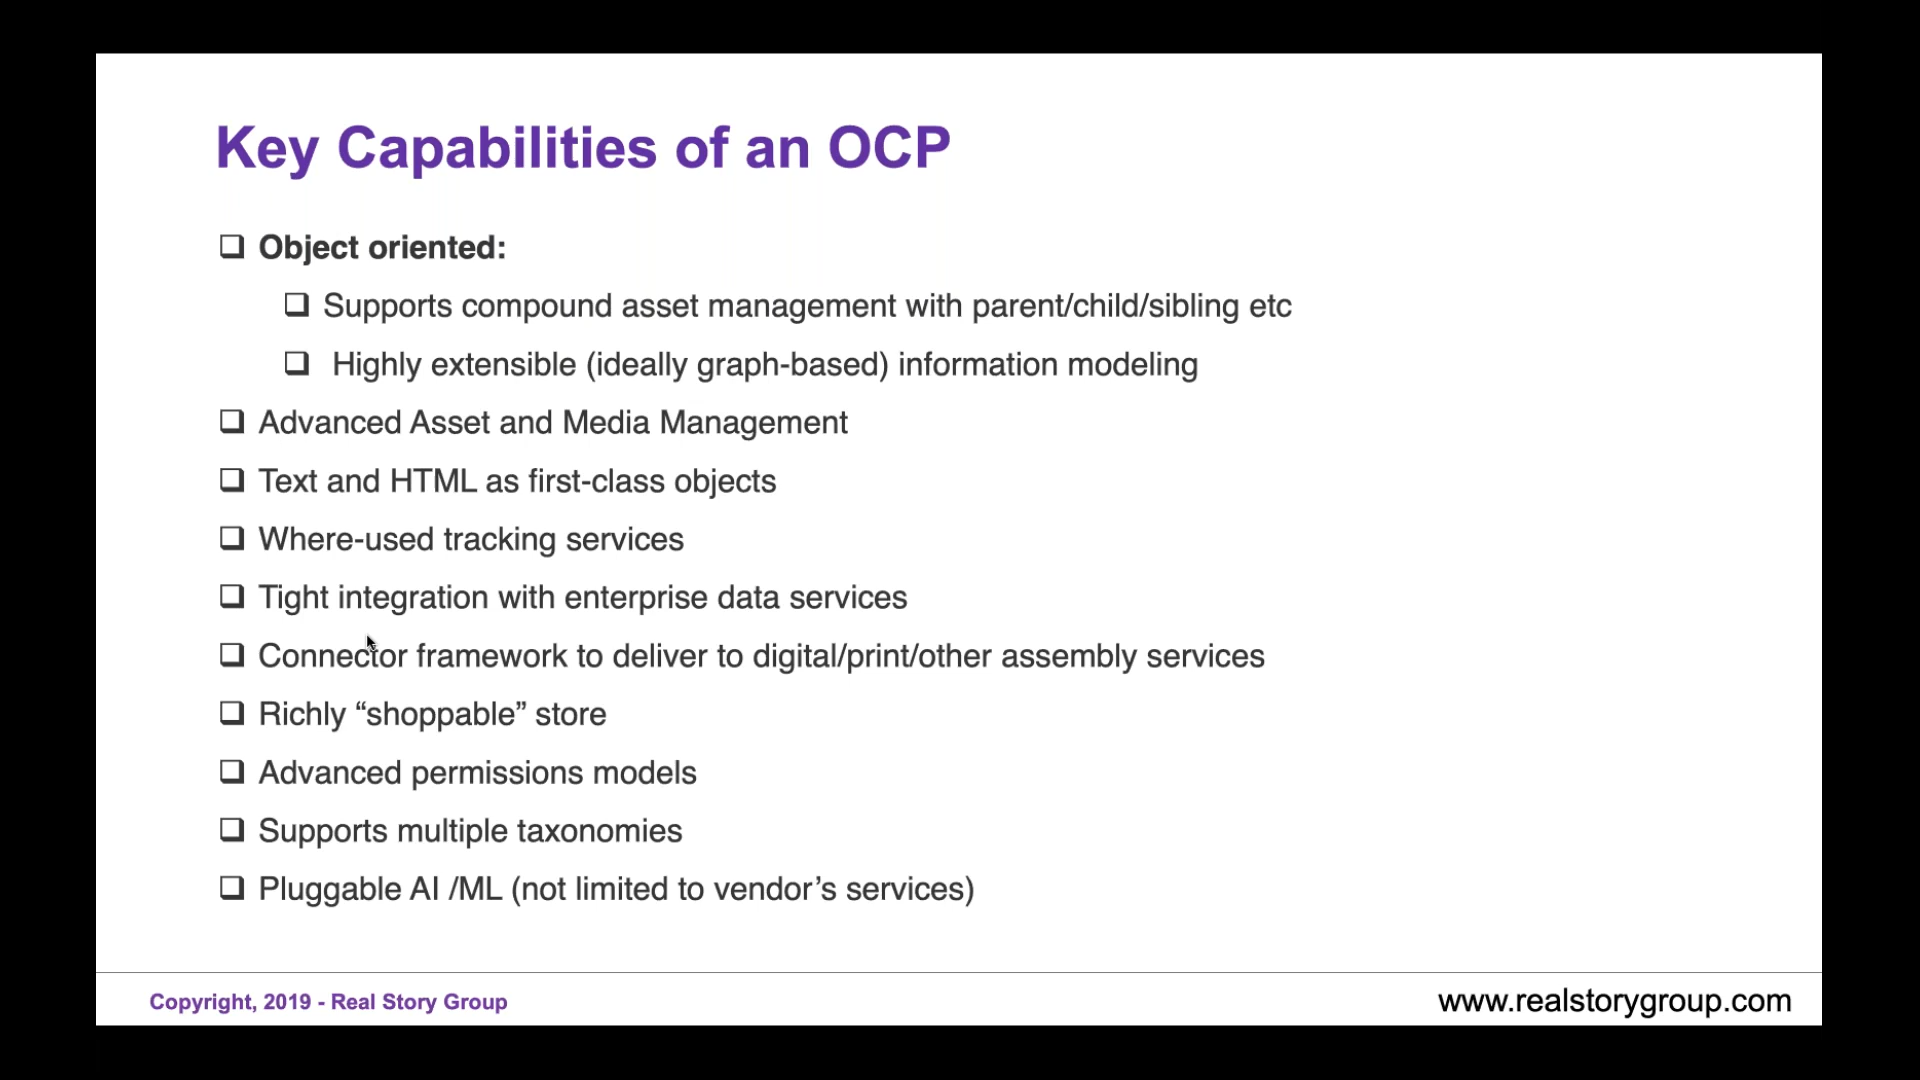 Key Capabilities of an OCP
Object oriented:
Supports compound asset management with parent/child/sibling etc
Highly extensible (ideally graph-based) information modeling
Advanced Asset and Media Management
Text and HTML as first-class objects
Where-used tracking services
Tight integration with enterprise data services
Connector framework to deliver to digital/print/other assembly services
Richly “shoppable” store
Advanced permissions models
Supports multiple taxonomies
Pluggable AI /ML (not limited to vendor’s services)
Copyright, 2019 - Real Story Group
www.realstorygroup.com